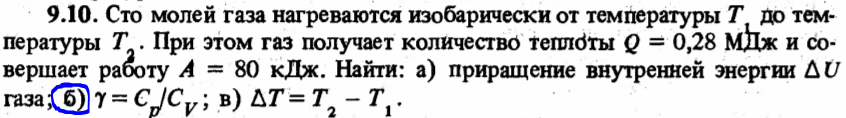 9.10. Сто молей газа нагреваются изобарически от температуры T₁ до тем-
пературы T₂. При этом газ получает количество теплоты Q = 0,28 МДж и со-
вершает работу A = 80 кДж. Найти: а) приращение внутренней энергии ΔU
газа; б) γ = Cₚ/C_V; в) ΔT = T₂ − T₁.